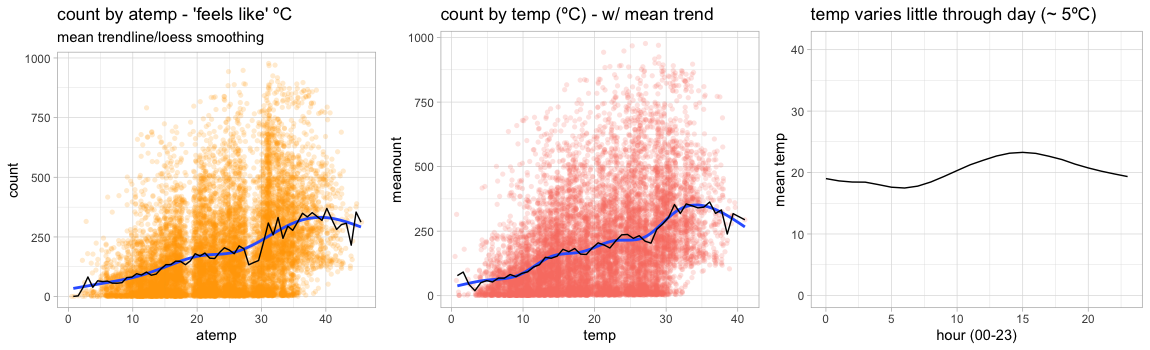 count by atemp - 'feels like' ºC
mean trendline/loess smoothing
1000
750
500
250
0
count
0 10 20 30 40
atemp
count by temp (ºC) - w/ mean trend
1000
750
500
250
0
meanount
0 10 20 30 40
temp
temp varies little through day (~ 5ºC)
40
30
20
10
0
mean temp
0 5 10 15 20
hour (00-23)